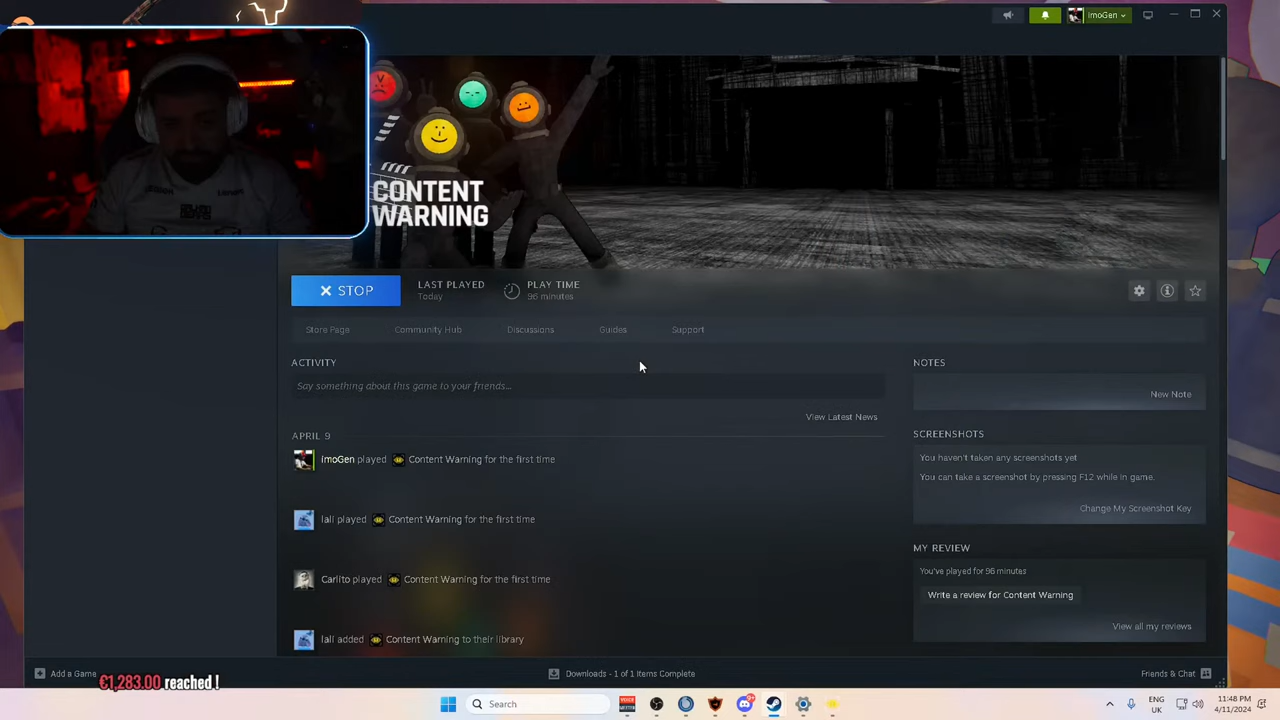 imoGen
CONTENT
WARNING
STOP
LAST PLAYED
Today
PLAY TIME
96 minutes
Store Page
Community Hub
Discussions
Guides
Support
ACTIVITY
Say something about this game to your friends...
View Latest News
APRIL 9
imoGen played Content Warning for the first time
lali played Content Warning for the first time
Carlito played Content Warning for the first time
lali added Content Warning to their library
NOTES
New Note
SCREENSHOTS
You haven't taken any screenshots yet
You can take a screenshot by pressing F12 while in game.
Change My Screenshot Key
MY REVIEW
You've played for 96 minutes
Write a review for Content Warning
View all my reviews
Add a Game
€1,283.00 reached !
Downloads - 1 of 1 Items Complete
Friends & Chat
Search
ENG
UK
11:48 PM
4/11/2024